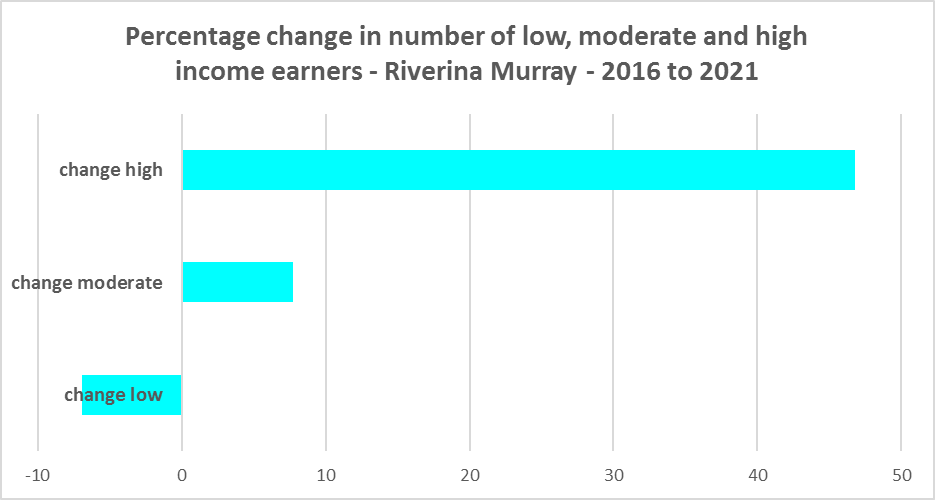 Percentage change in number of low, moderate and high
income earners - Riverina Murray - 2016 to 2021
change high
change moderate
change low
-10 0 10 20 30 40 50